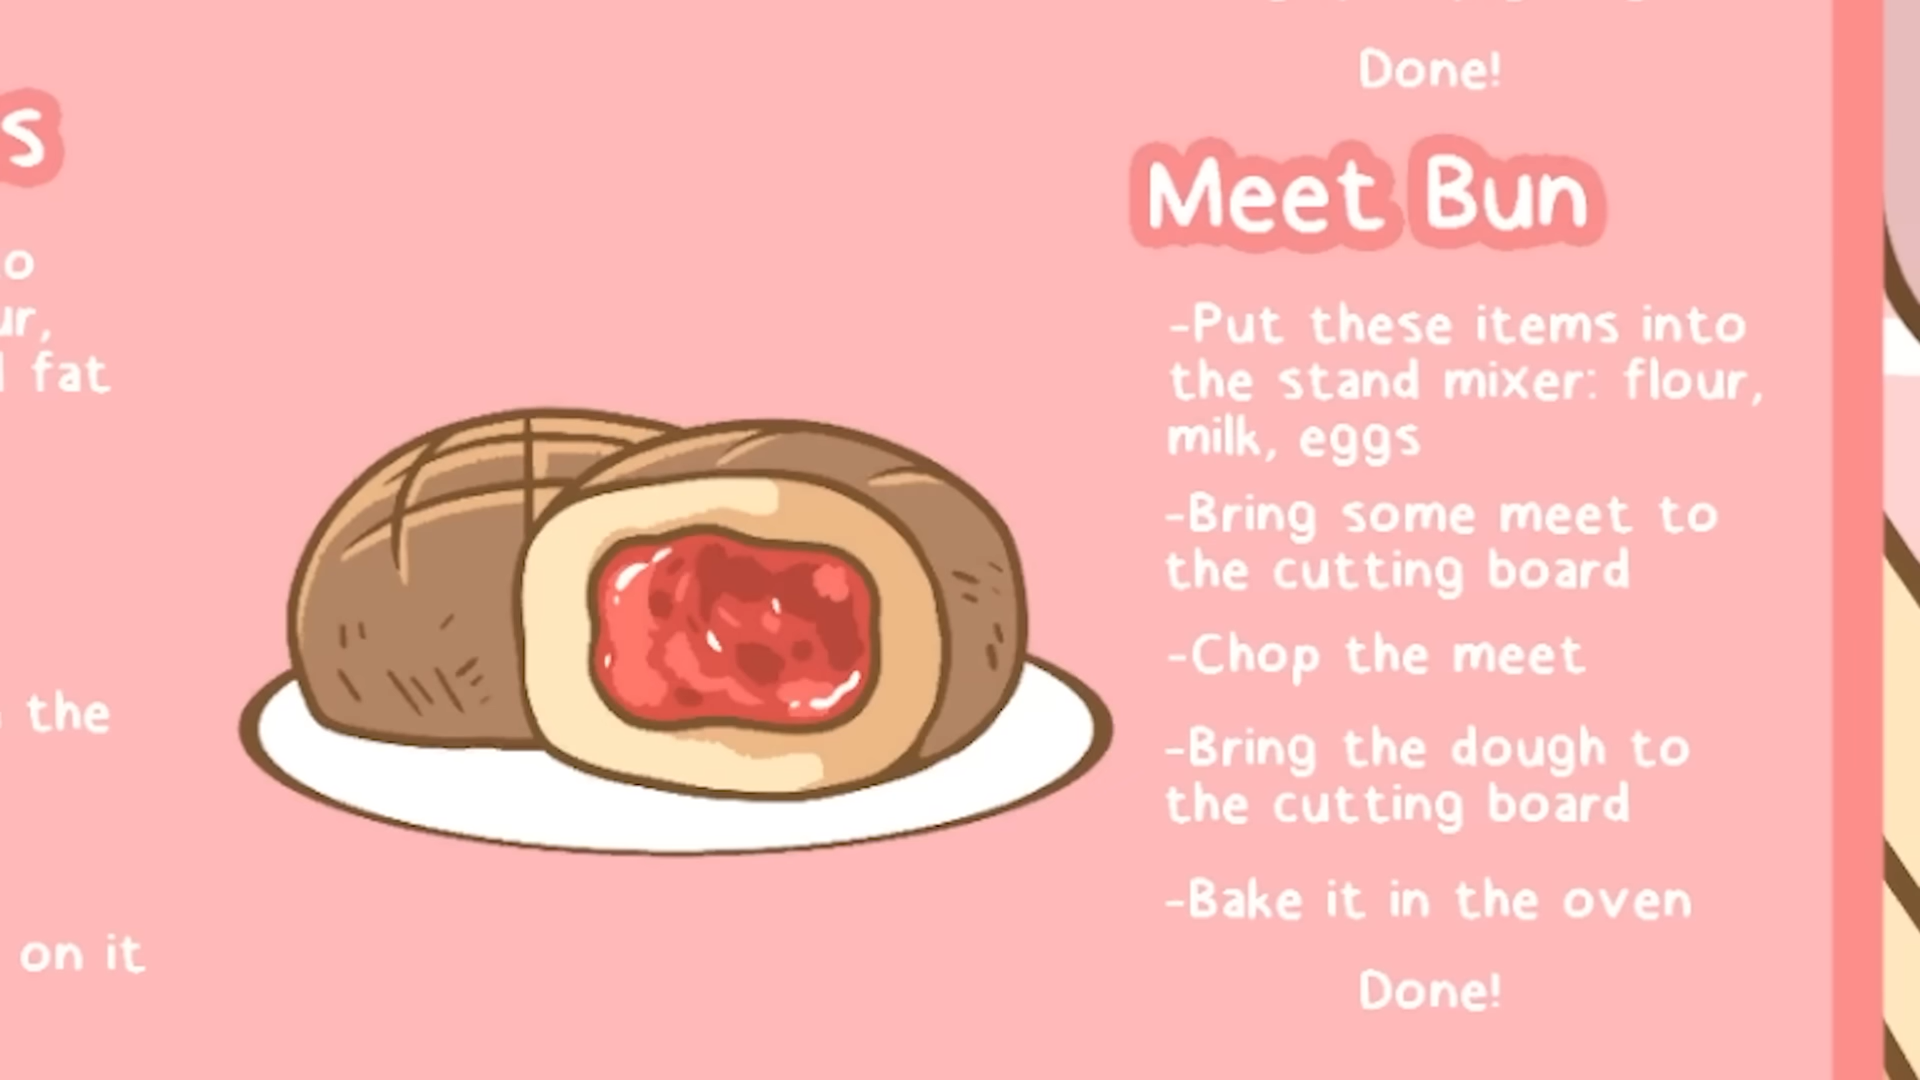 s
o
ur,
fat
the
on it
Done!
Meet Bun
-Put these items into
the stand mixer: flour,
milk, eggs
-Bring some meet to
the cutting board
-Chop the meet
-Bring the dough to
the cutting board
-Bake it in the oven
Done!